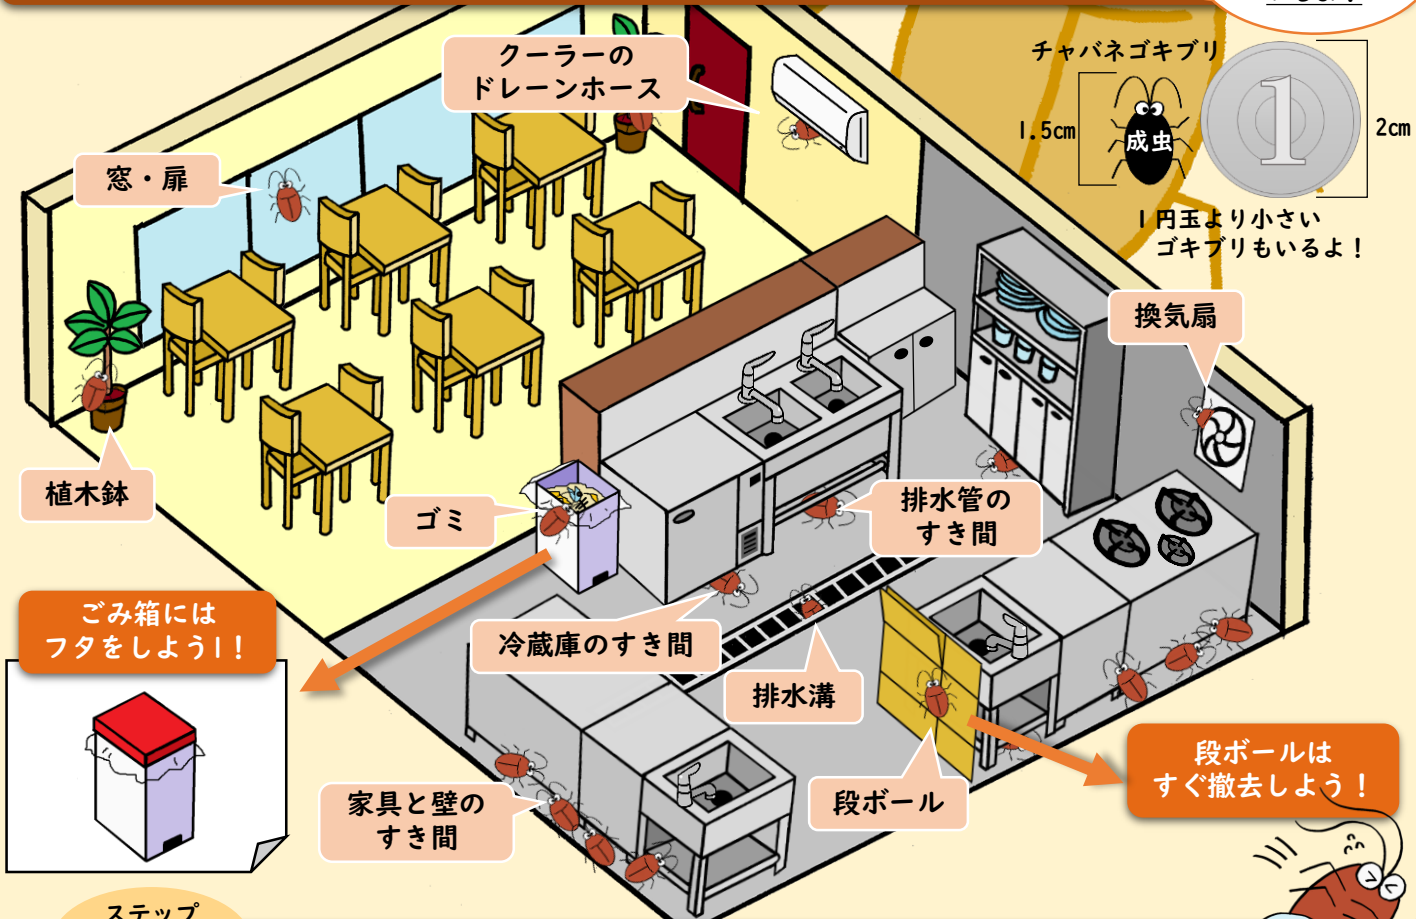 クーラーの
ドレーンホース
チャバネゴキブリ
1.5cm
成虫
1
2cm
1円玉より小さい
ゴキブリもいるよ！
窓・扉
換気扇
植木鉢
ゴミ
排水管の
すき間
ごみ箱には
フタをしよう！！
冷蔵庫のすき間
排水溝
段ボールは
すぐ撤去しよう！
家具と壁の
すき間
段ボール
ステップ